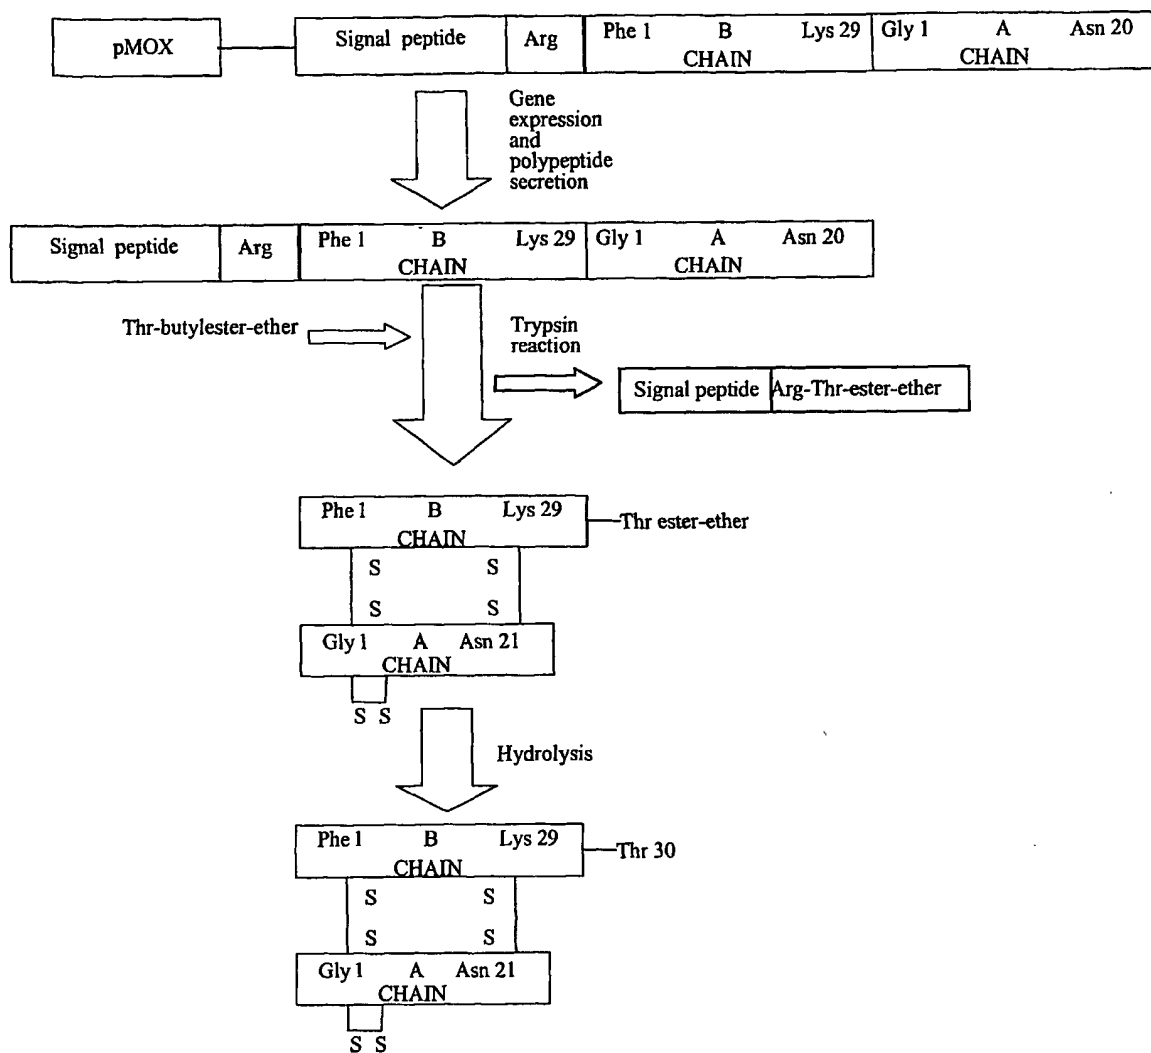 pMOX
Signal peptide
Arg
Phe 1 B Lys 29
CHAIN
Gly 1 A Asn 20
CHAIN
Gene
expression
and
polypeptide
secretion
Signal peptide
Arg
Phe 1 B Lys 29
CHAIN
Gly 1 A Asn 20
CHAIN
Thr-butylester-ether
Trypsin
reaction
Signal peptide
Arg-Thr-ester-ether
Phe 1 B Lys 29
CHAIN
Thr ester-ether
S S
S S
Gly 1 A Asn 21
CHAIN
S S
Hydrolysis
Phe 1 B Lys 29
CHAIN
Thr 30
S S
S S
Gly 1 A Asn 21
CHAIN
S S